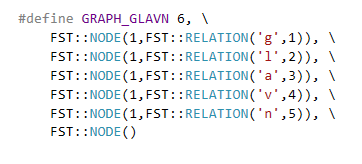 #define GRAPH_GLAVN 6, \
FST::NODE(1,FST::RELATION('g',1)), \
FST::NODE(1,FST::RELATION('l',2)), \
FST::NODE(1,FST::RELATION('a',3)), \
FST::NODE(1,FST::RELATION('v',4)), \
FST::NODE(1,FST::RELATION('n',5)), \
FST::NODE()